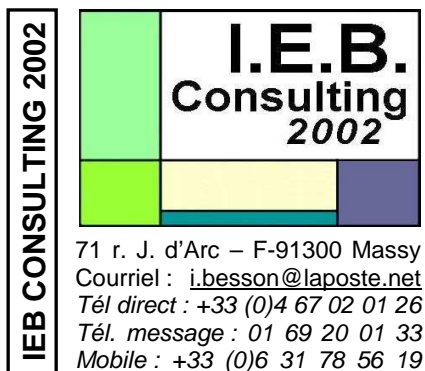 IEB CONSULTING 2002
I.E.B.
Consulting
2002
71 r. J. d'Arc – F-91300 Massy
Courriel : i.besson@laposte.net
Tél direct : +33 (0)4 67 02 01 26
Tél. message : 01 69 20 01 33
Mobile : +33 (0)6 31 78 56 19